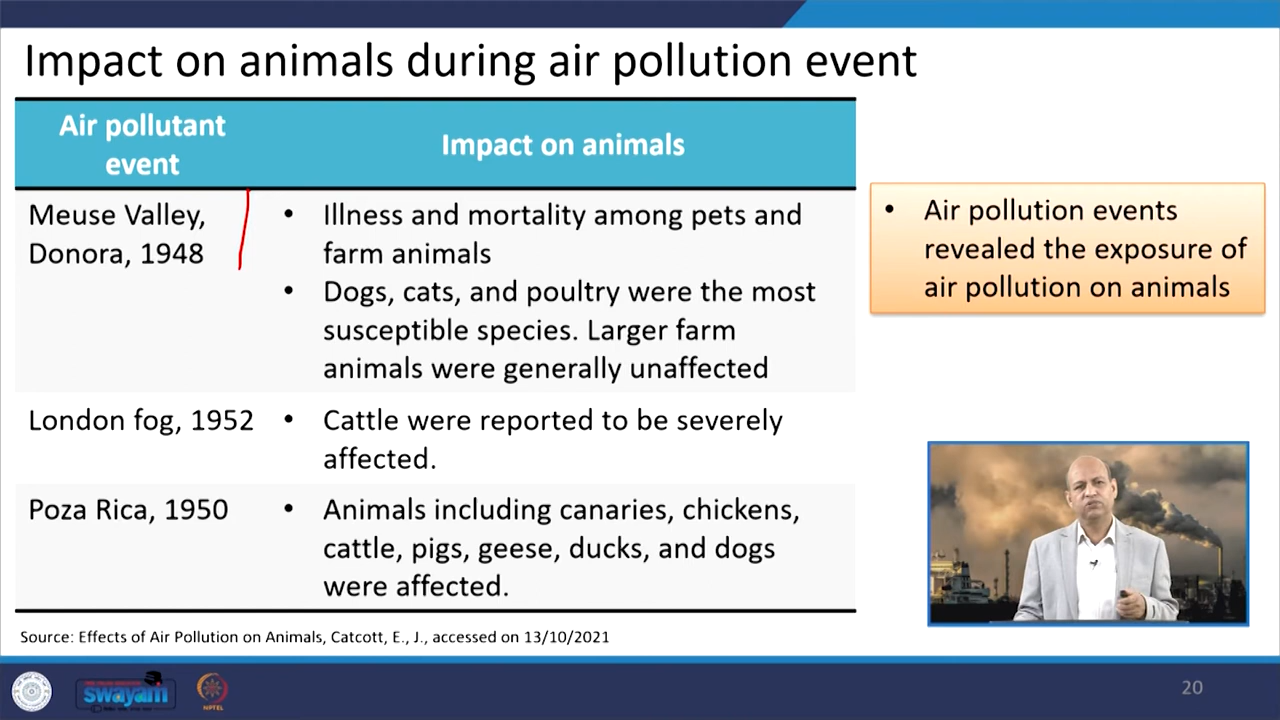 Impact on animals during air pollution event
Air pollutant
event
Impact on animals
Meuse Valley,
Donora, 1948
• Illness and mortality among pets and
farm animals
• Dogs, cats, and poultry were the most
susceptible species. Larger farm
animals were generally unaffected
London fog, 1952
• Cattle were reported to be severely
affected.
Poza Rica, 1950
• Animals including canaries, chickens,
cattle, pigs, geese, ducks, and dogs
were affected.
• Air pollution events
revealed the exposure of
air pollution on animals
Source: Effects of Air Pollution on Animals, Catcott, E., J., accessed on 13/10/2021
swayam
NPTEL
20